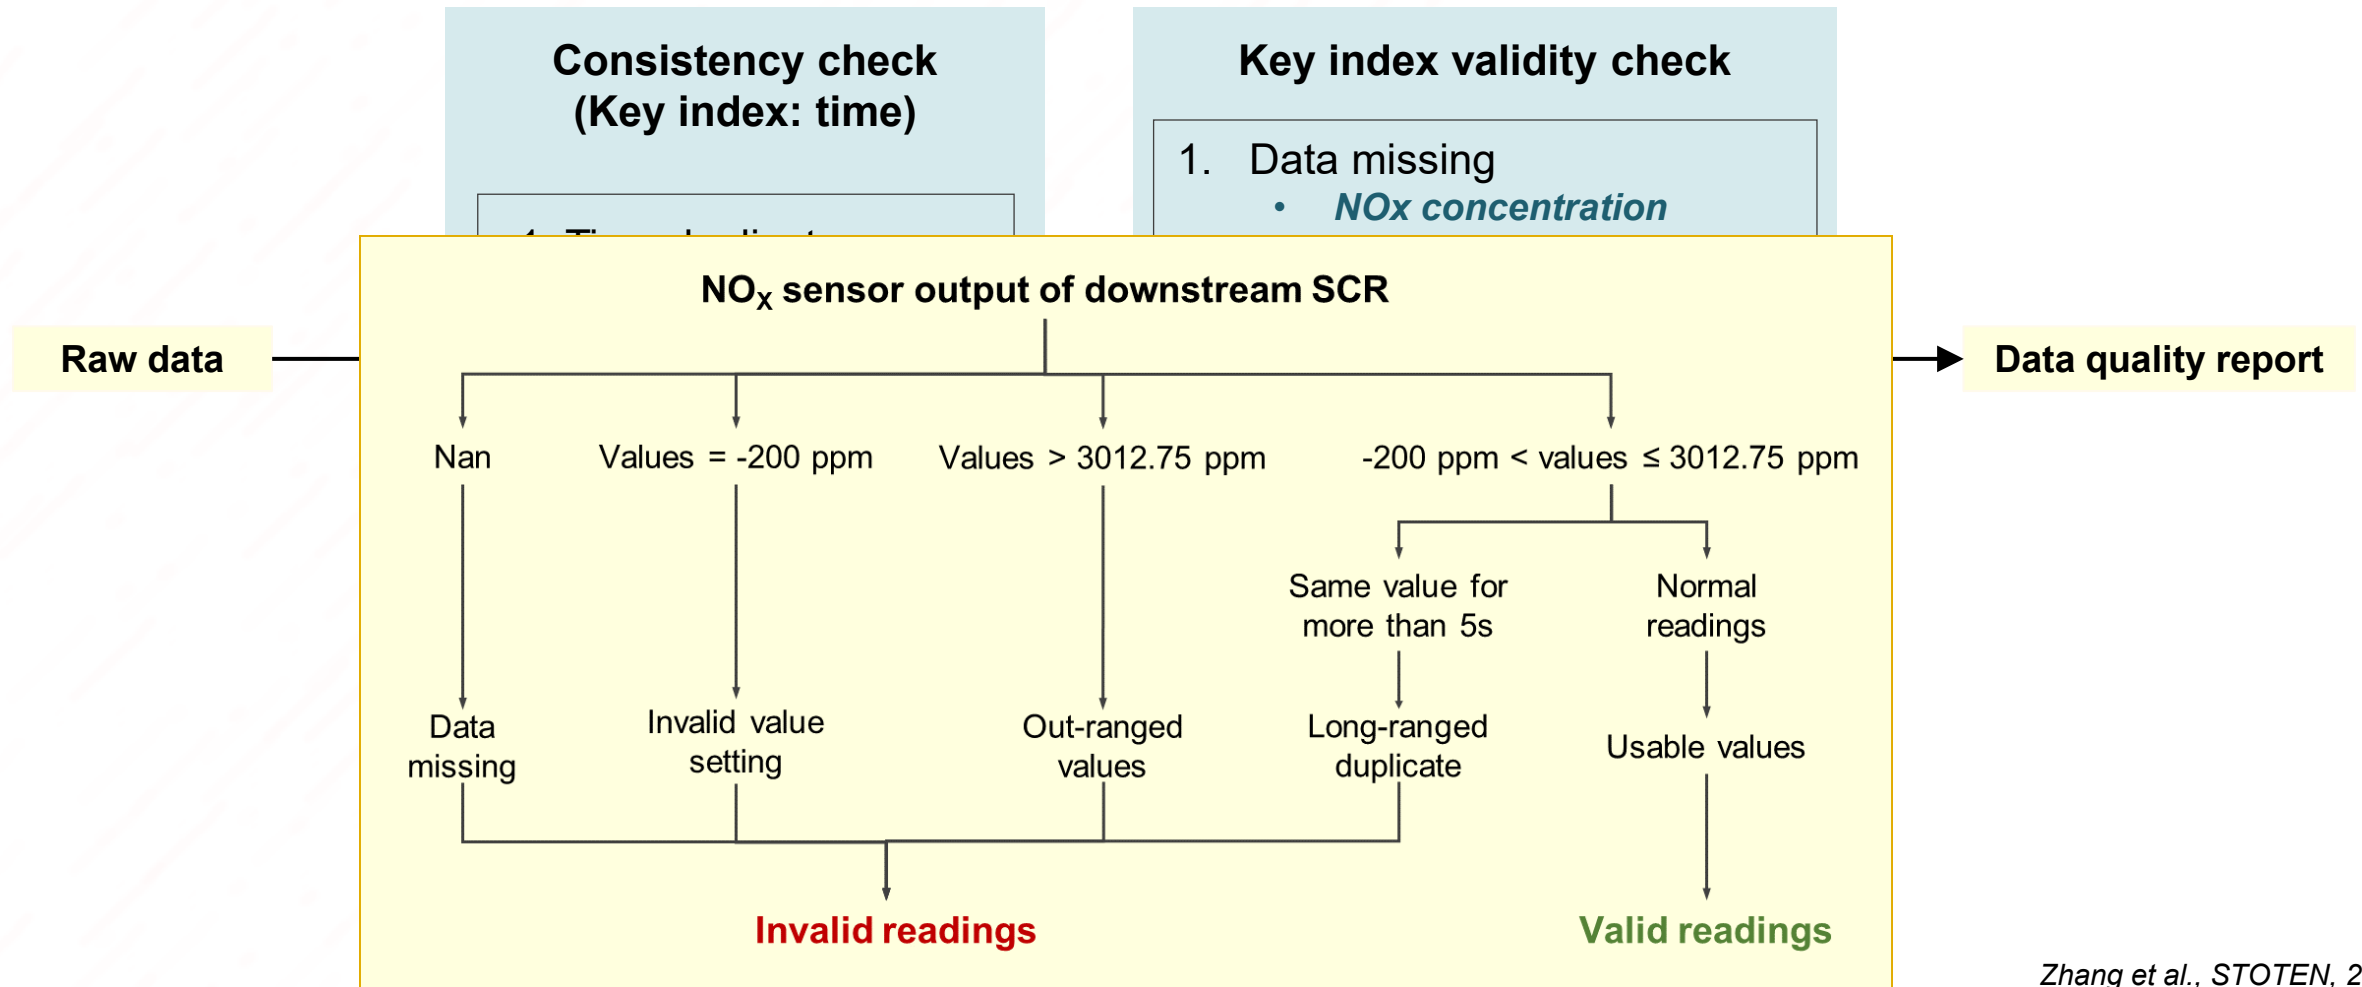 Consistency check
(Key index: time)
Key index validity check
1. Data missing
• NOx concentration
NOX sensor output of downstream SCR
Raw data
Data quality report
Nan
Values = -200 ppm
Values > 3012.75 ppm
-200 ppm < values ≤ 3012.75 ppm
Same value for
more than 5s
Normal
readings
Data
missing
Invalid value
setting
Out-ranged
values
Long-ranged
duplicate
Usable values
Invalid readings
Valid readings
Zhang et al., STOTEN, 2